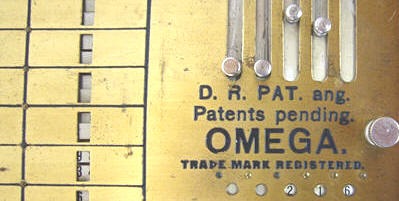 D. R. PAT. ang.
Patents pending.
OMEGA.
TRADE MARK REGISTERED.
2 1 6